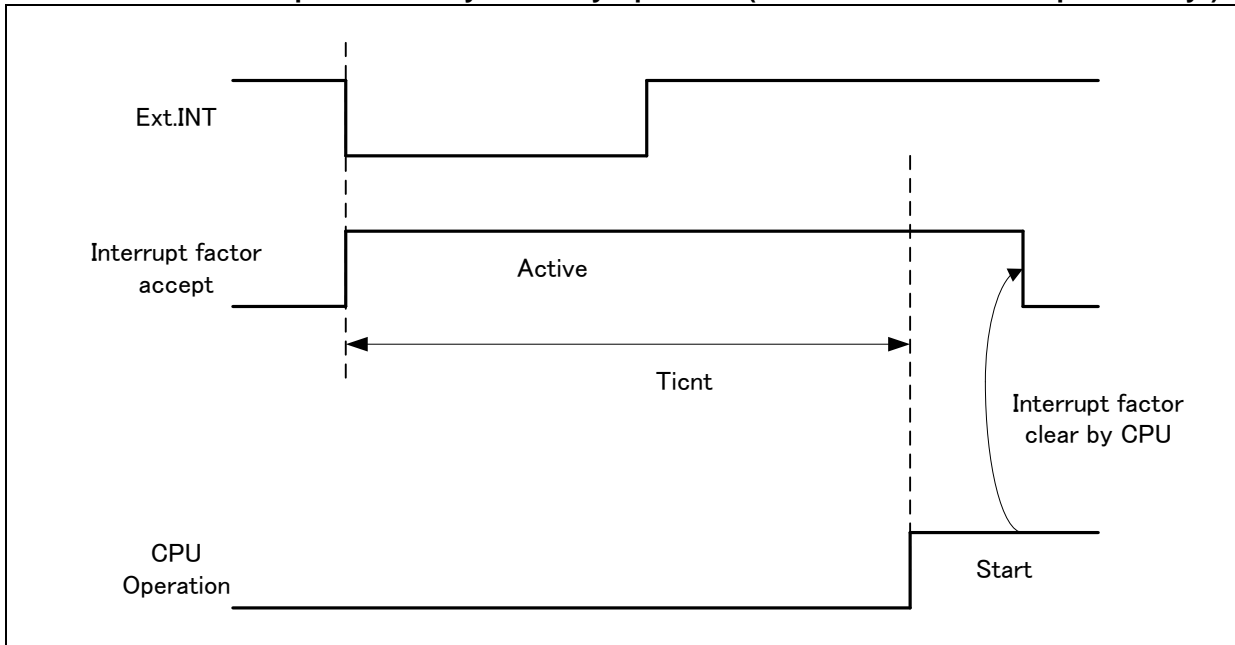 Ext.INT
Interrupt factor
accept
Active
Ticnt
Interrupt factor
clear by CPU
CPU
Operation
Start